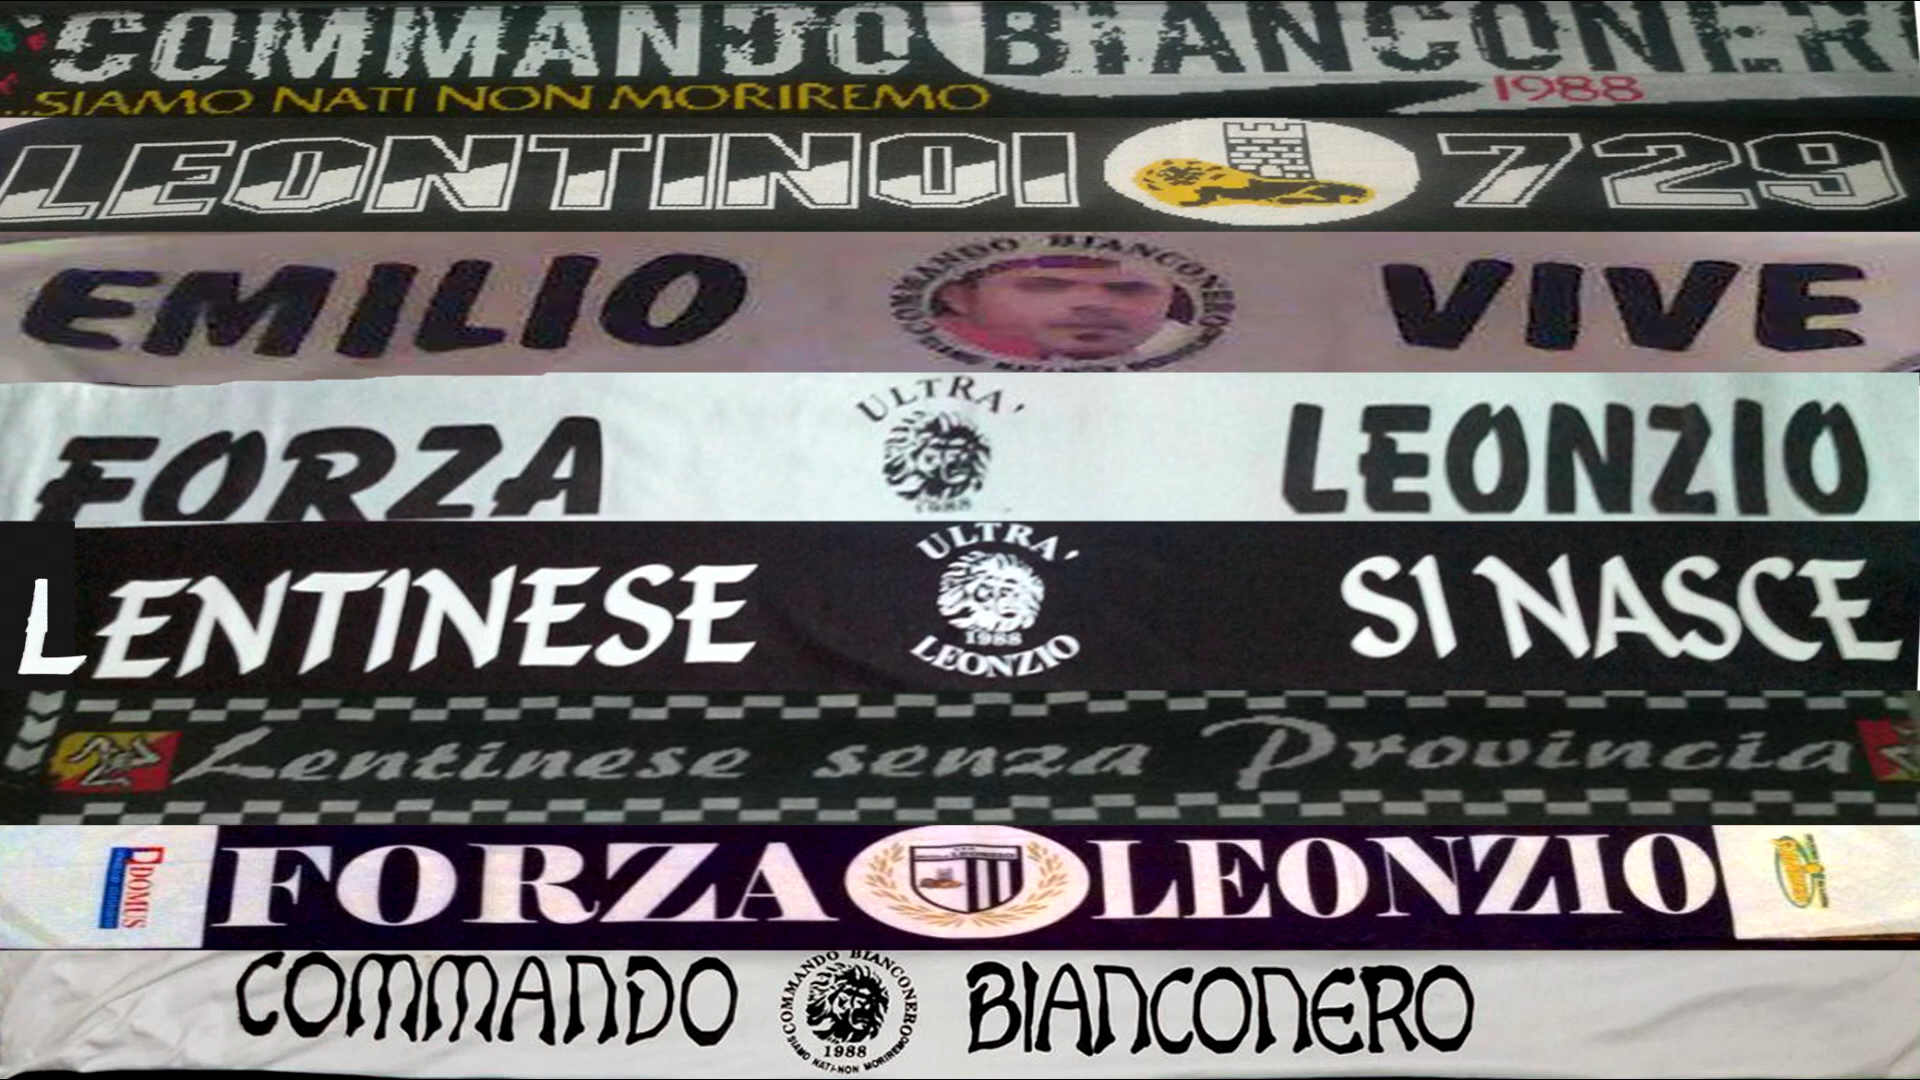 COMMANDO BIANCONER
...SIAMO NATI NON MORIREMO
1988
LEONTINOI 729
EMILIO VIVE
COMMANDO BIANCONERO
FORZA LEONZIO
ULTRA'
1988
LENTINESE SI NASCE
ULTRA'
1988
LEONZIO
Lentinese senza Provincia
DOMUS
FORZA LEONZIO
COMMANDO BIANCONERO
COMMANDO BIANCONERO
1988
SIAMO NATI-NON MORIREMO